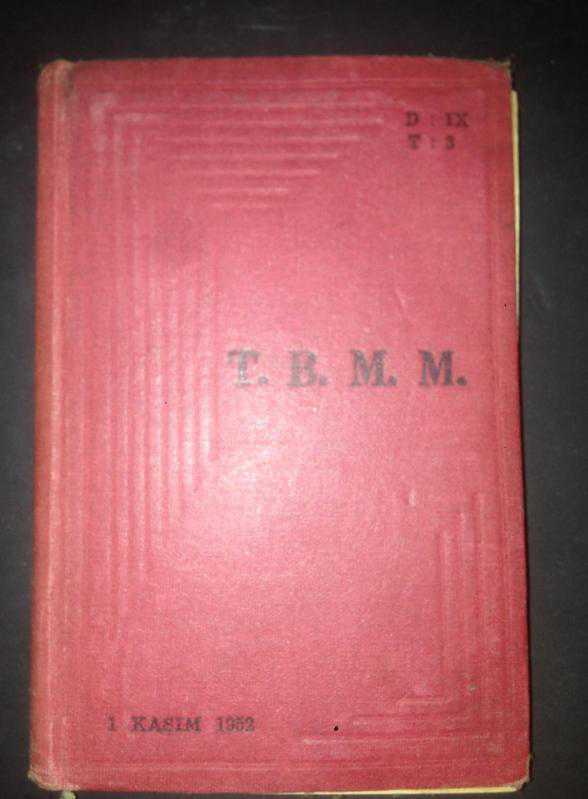 D : IX
T : 3
T. B. M. M.
1 KASIM 1952